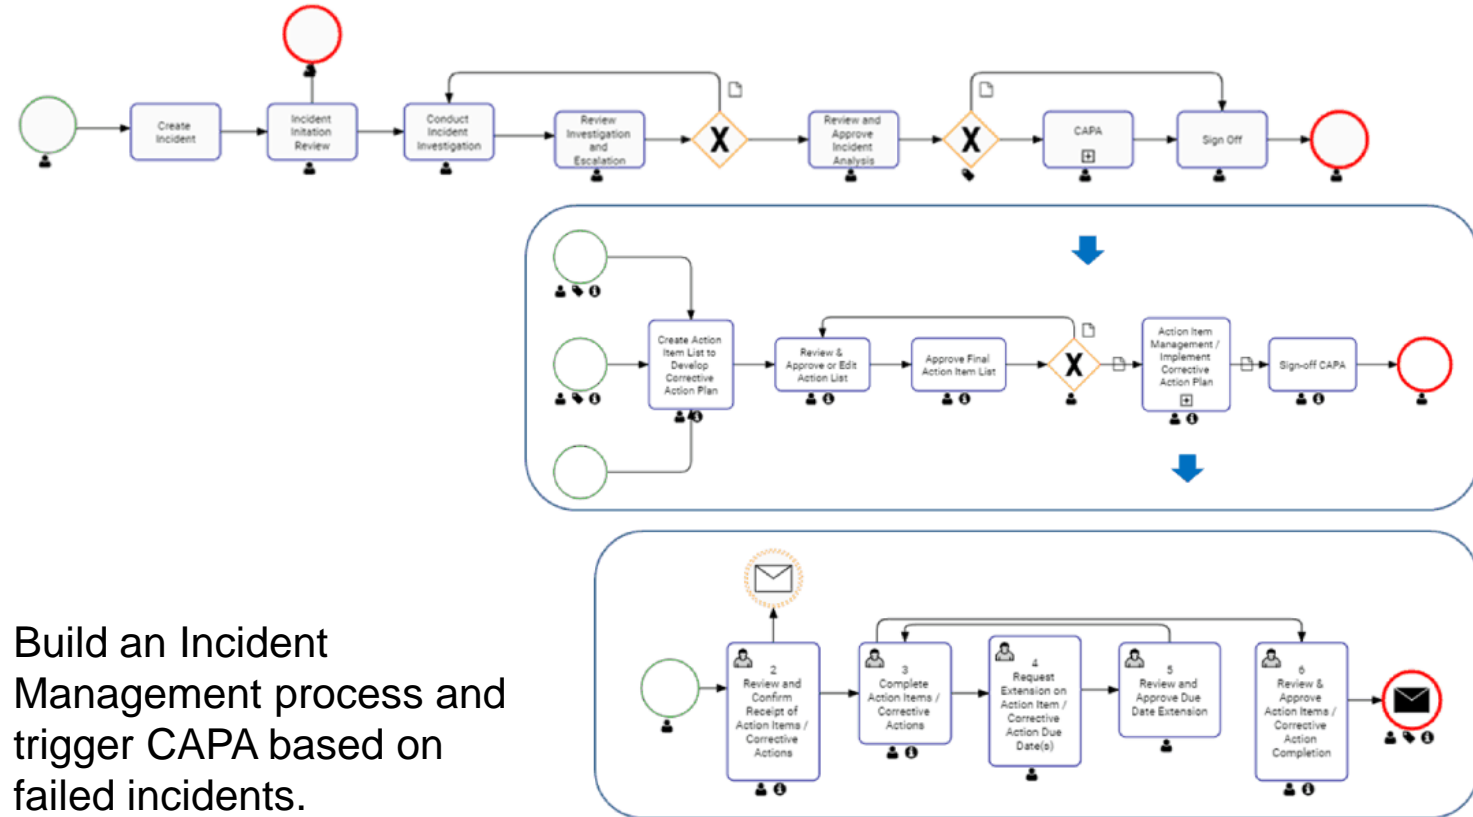 Create
Incident
Incident
Initation
Review
Conduct
Incident
Investigation
Review
Investigation
and
Escalation
X
Review and
Approve
Incident
Analysis
X
CAPA
Sign Off
Create Action
Item List to
Develop
Corrective
Action Plan
Review &
Approve or Edit
Action List
Approve Final
Action Item List
X
Action Item
Management /
Implement
Corrective
Action Plan
Sign-off CAPA
2
Review and
Confirm
Receipt of
Action Items /
Corrective
Actions
3
Complete
Action Items /
Corrective
Actions
4
Request
Extension on
Action Item /
Corrective
Action Due
Date(s)
5
Review and
Approve Due
Date Extension
6
Review &
Approve
Action Items /
Corrective
Action
Completion
Build an Incident
Management process and
trigger CAPA based on
failed incidents.